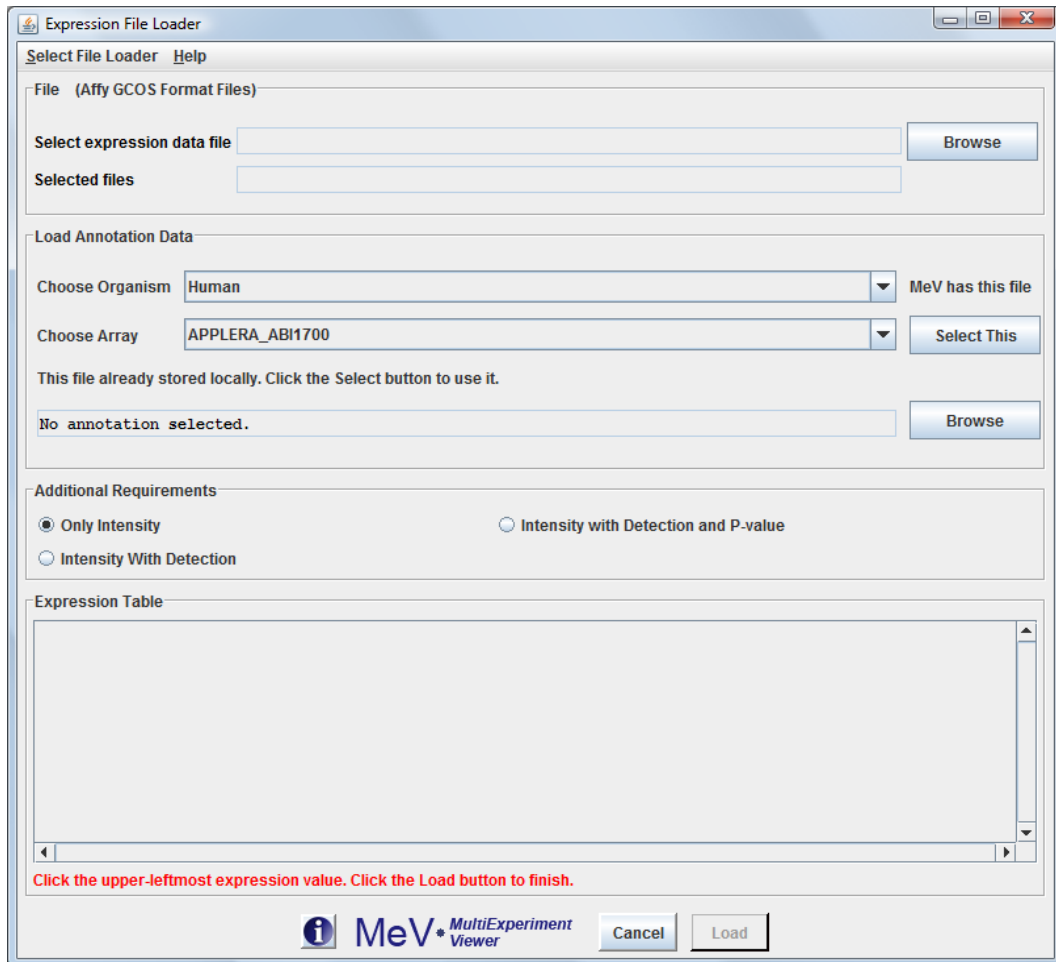 Expression File Loader
Select File Loader Help
File (Affy GCOS Format Files)
Select expression data file Browse
Selected files
Load Annotation Data
Choose Organism Human MeV has this file
Choose Array APPLERA_ABI1700 Select This
This file already stored locally. Click the Select button to use it.
No annotation selected. Browse
Additional Requirements
Only Intensity Intensity with Detection and P-value
Intensity With Detection
Expression Table
Click the upper-leftmost expression value. Click the Load button to finish.
i MeV MultiExperiment Viewer Cancel Load